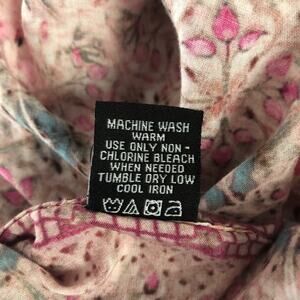 MACHINE WASH
WARM
USE ONLY NON -
CHLORINE BLEACH
WHEN NEEDED
TUMBLE DRY LOW
COOL IRON